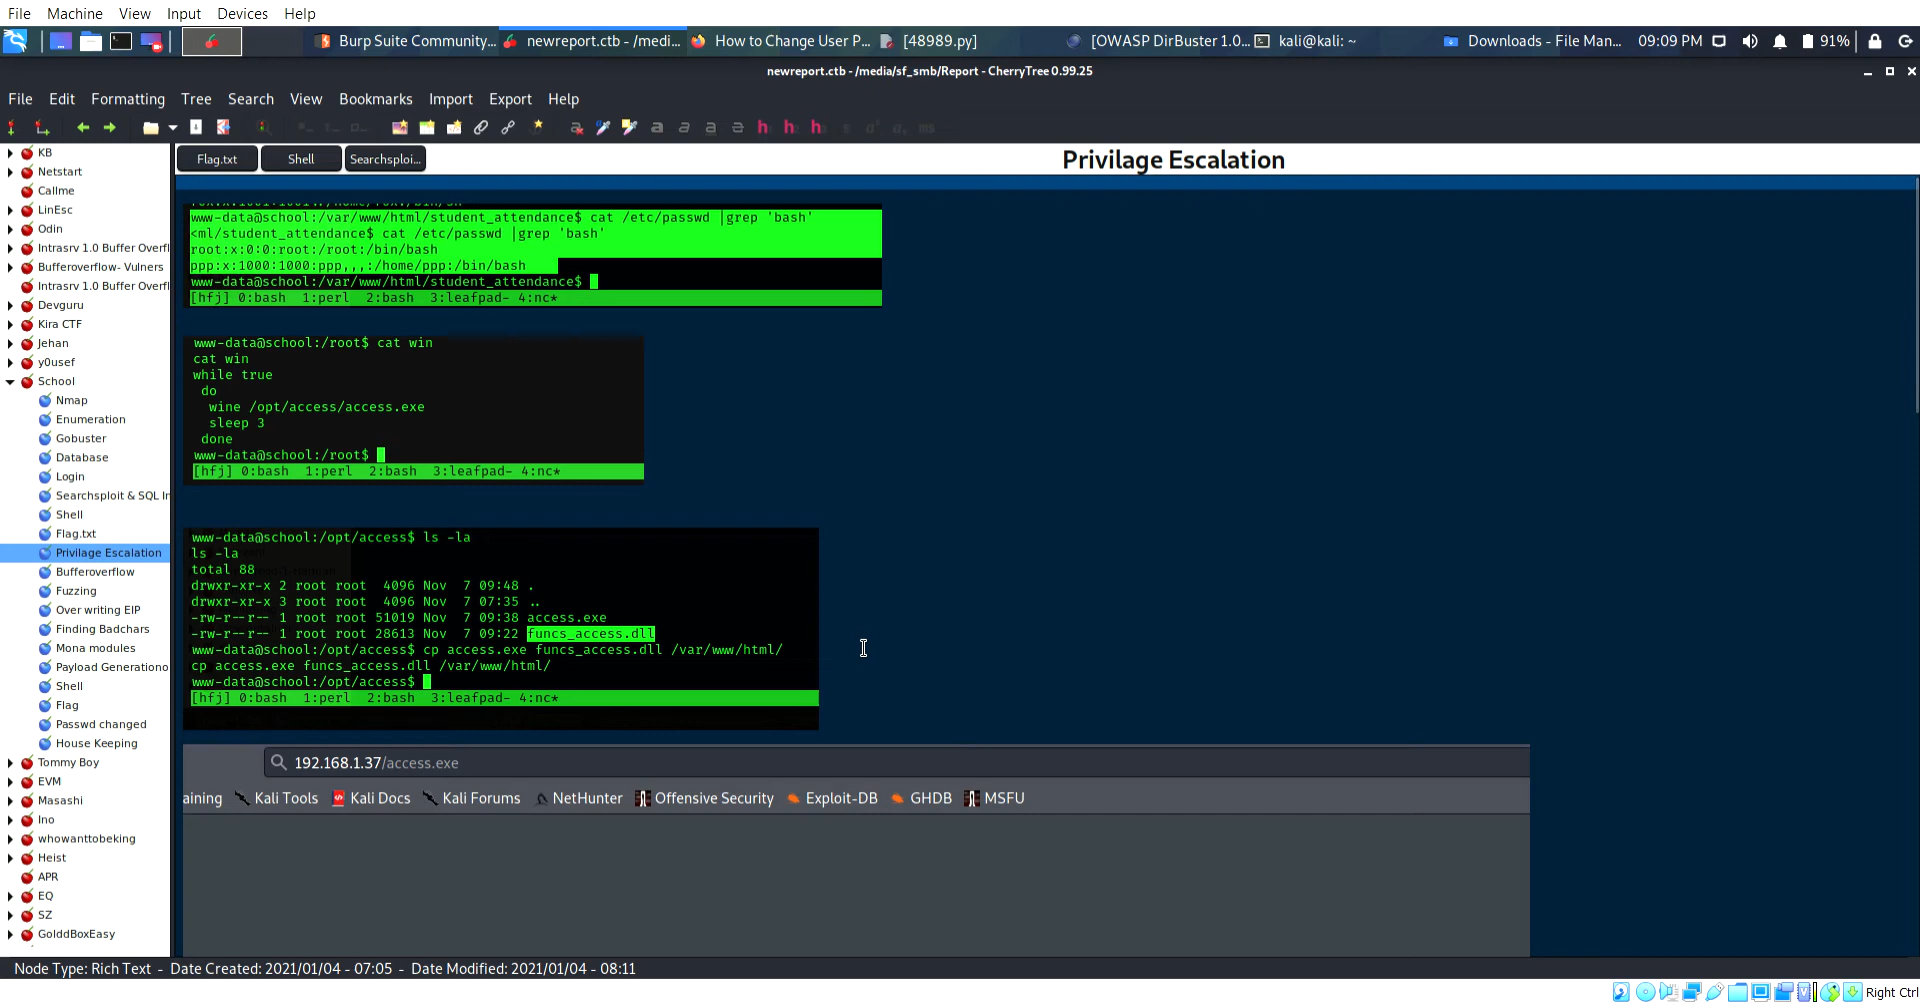 File Machine View Input Devices Help
Burp Suite Community... newreport.ctb - /medi... How to Change User P... [48989.py] [OWASP DirBuster 1.0... kali@kali: ~ Downloads - File Man... 09:09 PM 91%
newreport.ctb - /media/sf_smb/Report - CherryTree 0.99.25
File Edit Formatting Tree Search View Bookmarks Import Export Help
KB
Netstart
Callme
LinEsc
Odin
Intrasrv 1.0 Buffer Overfl
Bufferoverflow- Vulners
Intrasrv 1.0 Buffer Overfl
Devguru
Kira CTF
Jehan
y0usef
School
Nmap
Enumeration
Gobuster
Database
Login
Searchsploit & SQL In
Shell
Flag.txt
Privilage Escalation
Bufferoverflow
Fuzzing
Over writing EIP
Finding Badchars
Mona modules
Payload Generationo
Shell
Flag
Passwd changed
House Keeping
Tommy Boy
EVM
Masashi
Ino
whowanttobeking
Heist
APR
EQ
SZ
GolddBoxEasy
Flag.txt Shell Searchsploi...
Privilage Escalation
www-data@school:/var/www/html/student_attendance$ cat /etc/passwd |grep 'bash'
<ml/student_attendance$ cat /etc/passwd |grep 'bash'
root:x:0:0:root:/root:/bin/bash
ppp:x:1000:1000:ppp,,,:/home/ppp:/bin/bash
www-data@school:/var/www/html/student_attendance$
[hfj] 0:bash 1:perl 2:bash 3:leafpad- 4:nc*
www-data@school:/root$ cat win
cat win
while true
do
wine /opt/access/access.exe
sleep 3
done
www-data@school:/root$
[hfj] 0:bash 1:perl 2:bash 3:leafpad- 4:nc*
www-data@school:/opt/access$ ls -la
ls -la
total 88
drwxr-xr-x 2 root root 4096 Nov 7 09:48 .
drwxr-xr-x 3 root root 4096 Nov 7 07:35 ..
-rw-r--r-- 1 root root 51019 Nov 7 09:38 access.exe
-rw-r--r-- 1 root root 28613 Nov 7 09:22 funcs_access.dll
www-data@school:/opt/access$ cp access.exe funcs_access.dll /var/www/html/
cp access.exe funcs_access.dll /var/www/html/
www-data@school:/opt/access$
[hfj] 0:bash 1:perl 2:bash 3:leafpad- 4:nc*
192.168.1.37/access.exe
aining Kali Tools Kali Docs Kali Forums NetHunter Offensive Security Exploit-DB GHDB MSFU
Node Type: Rich Text - Date Created: 2021/01/04 - 07:05 - Date Modified: 2021/01/04 - 08:11
Right Ctrl